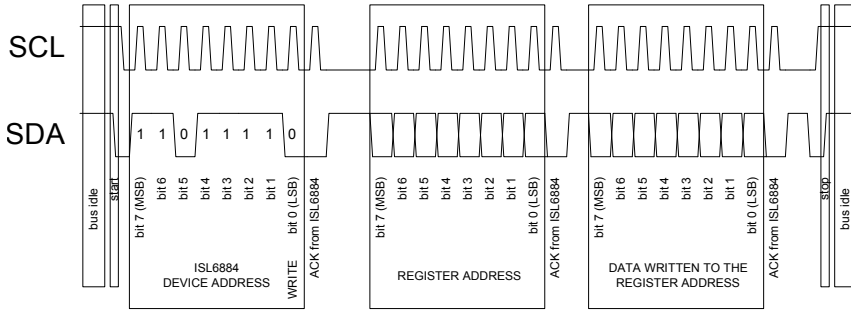 SCL
SDA
1 1 0 1 1 1 1 0
bus idle
start
bit 7 (MSB)
bit 6
bit 5
bit 4
bit 3
bit 2
bit 1
bit 0 (LSB)
ACK from ISL6884
bit 7 (MSB)
bit 6
bit 5
bit 4
bit 3
bit 2
bit 1
bit 0 (LSB)
ACK from ISL6884
bit 7 (MSB)
bit 6
bit 5
bit 4
bit 3
bit 2
bit 1
bit 0 (LSB)
ACK from ISL6884
stop
bus idle
ISL6884
DEVICE ADDRESS
WRITE
REGISTER ADDRESS
DATA WRITTEN TO THE
REGISTER ADDRESS